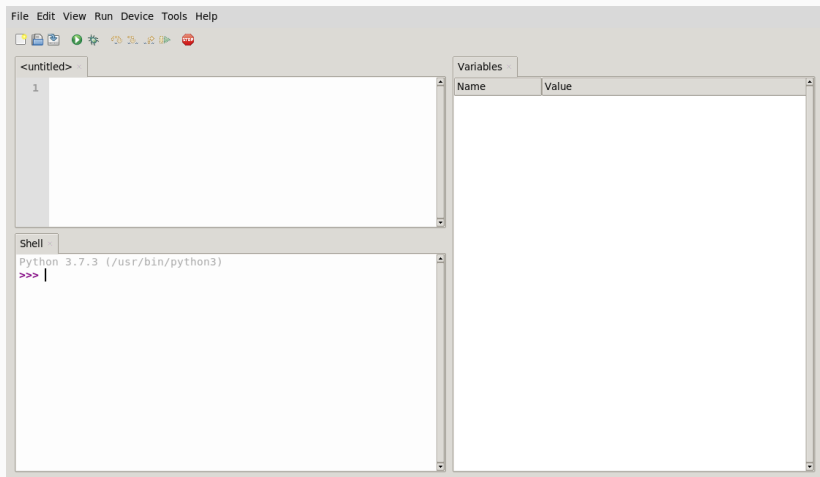 File Edit View Run Device Tools Help
STOP
<untitled>
Variables
1
Name Value
Shell
Python 3.7.3 (/usr/bin/python3)
>>>